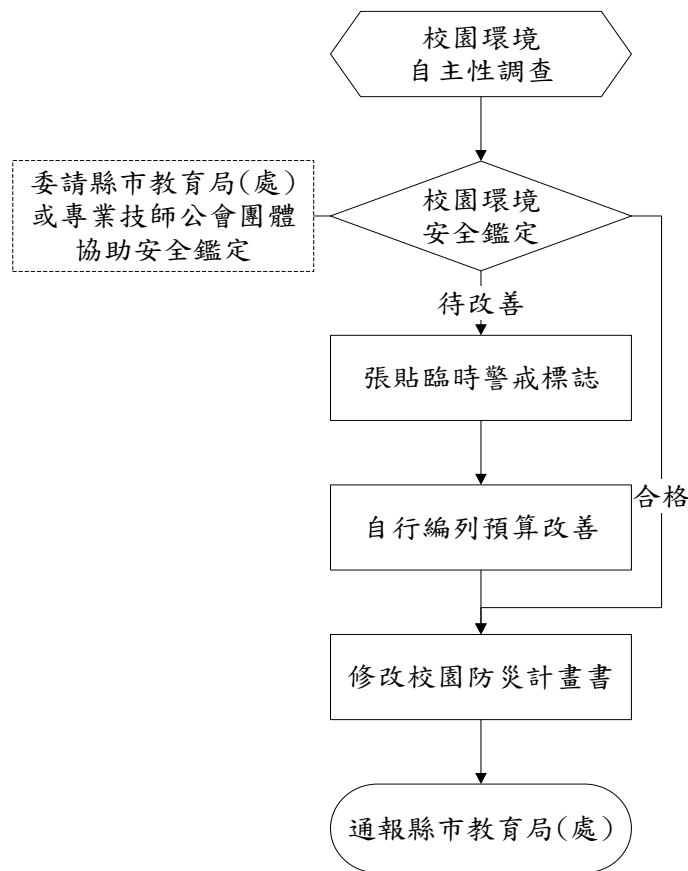 校園環境
自主性調查
委請縣市教育局(處)
或專業技師公會團體
協助安全鑑定
校園環境
安全鑑定
待改善
張貼臨時警戒標誌
合格
自行編列預算改善
修改校園防災計畫書
通報縣市教育局(處)